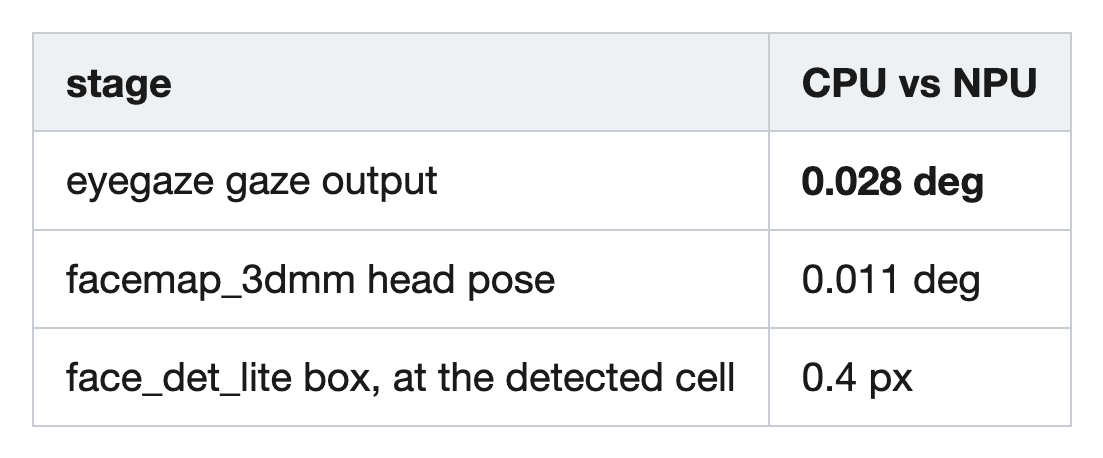 stage CPU vs NPU
eyegaze gaze output 0.028 deg
facemap_3dmm head pose 0.011 deg
face_det_lite box, at the detected cell 0.4 px